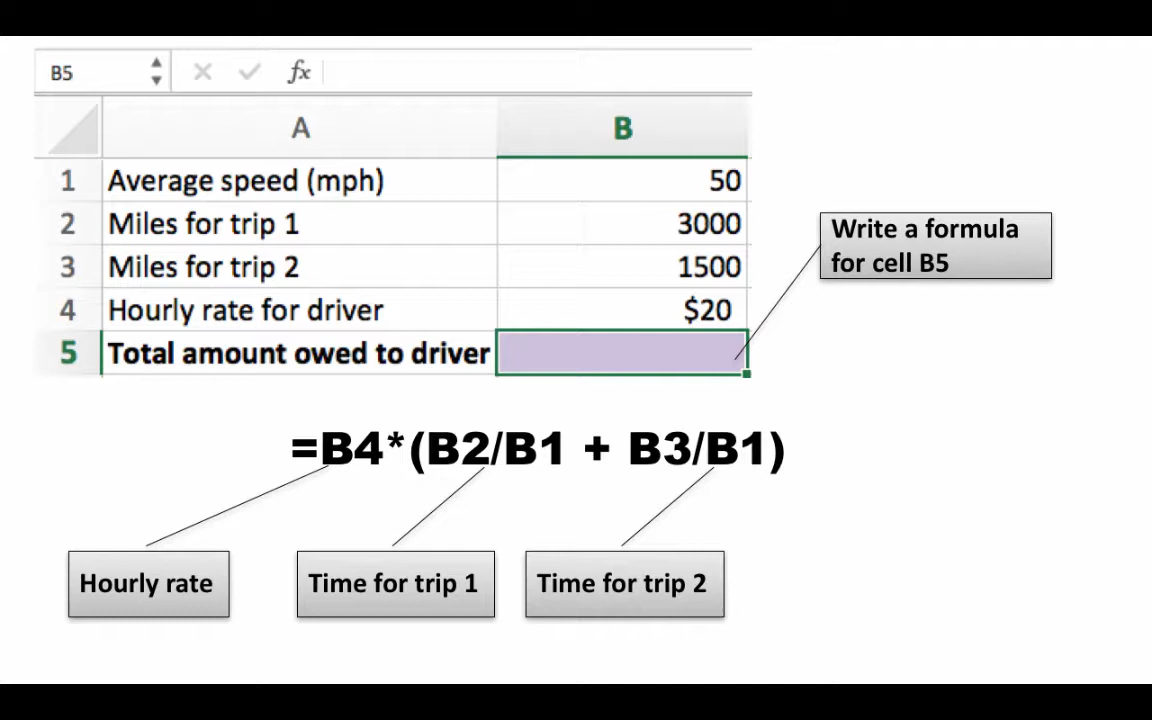 B5 fx
A B
1 Average speed (mph) 50
2 Miles for trip 1 3000
3 Miles for trip 2 1500
4 Hourly rate for driver $20
5 Total amount owed to driver
Write a formula
for cell B5
=B4*(B2/B1 + B3/B1)
Hourly rate
Time for trip 1
Time for trip 2